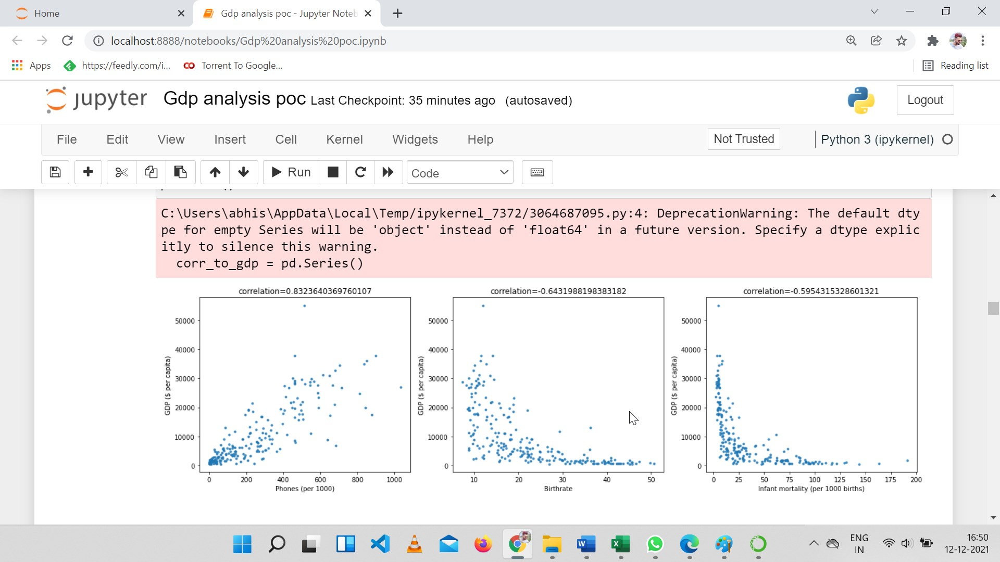 Home
Gdp analysis poc - Jupyter Noteb
localhost:8888/notebooks/Gdp%20analysis%20poc.ipynb
Apps
https://feedly.com/i...
Torrent To Google...
Reading list
jupyter
Gdp analysis poc Last Checkpoint: 35 minutes ago (autosaved)
Logout
File Edit View Insert Cell Kernel Widgets Help
Not Trusted
Python 3 (ipykernel)
Run
Code
C:\Users\abhis\AppData\Local\Temp/ipykernel_7372/3064687095.py:4: DeprecationWarning: The default dty
pe for empty Series will be 'object' instead of 'float64' in a future version. Specify a dtype explic
itly to silence this warning.
corr_to_gdp = pd.Series()
correlation=0.8323640369760107
50000
40000
30000
20000
10000
0
GDP ($ per capita)
0 200 400 600 800 1000
Phones (per 1000)
correlation=-0.6431988198383182
50000
40000
30000
20000
10000
0
GDP ($ per capita)
10 20 30 40 50
Birthrate
correlation=-0.5954315328601321
50000
40000
30000
20000
10000
0
GDP ($ per capita)
0 25 50 75 100 125 150 175 200
Infant mortality (per 1000 births)
ENG
IN
16:50
12-12-2021